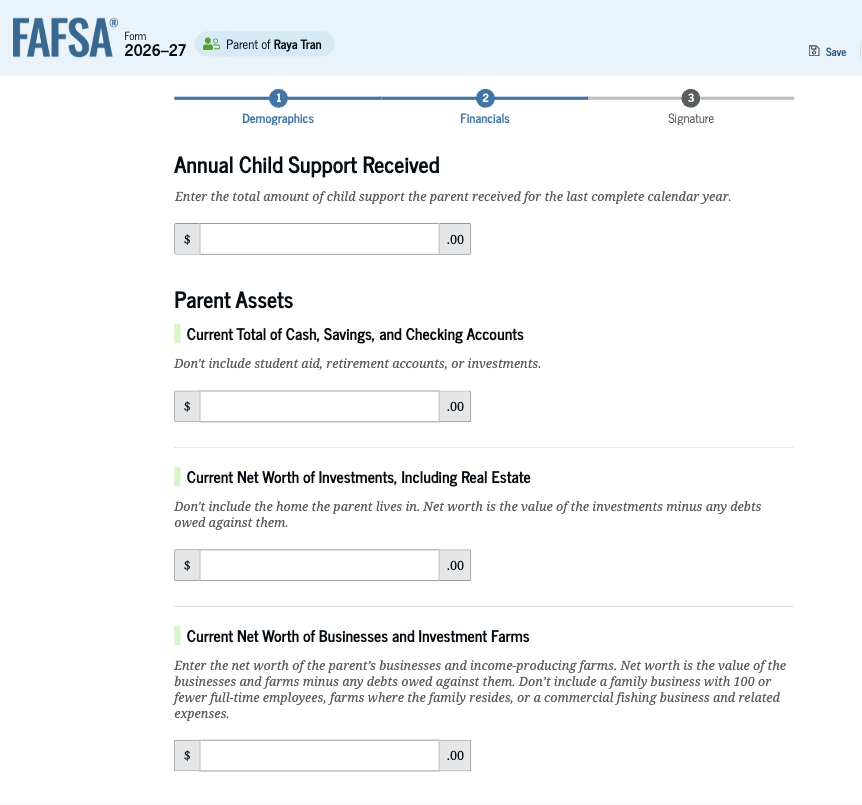 FAFSA®
Form
2026–27
Parent of Raya Tran
Save
1
2
3
Demographics
Financials
Signature
Annual Child Support Received
Enter the total amount of child support the parent received for the last complete calendar year.
$ .00
Parent Assets
Current Total of Cash, Savings, and Checking Accounts
Don't include student aid, retirement accounts, or investments.
$ .00
Current Net Worth of Investments, Including Real Estate
Don't include the home the parent lives in. Net worth is the value of the investments minus any debts
owed against them.
$ .00
Current Net Worth of Businesses and Investment Farms
Enter the net worth of the parent’s businesses and income-producing farms. Net worth is the value of the
businesses and farms minus any debts owed against them. Don’t include a family business with 100 or
fewer full-time employees, farms where the family resides, or a commercial fishing business and related
expenses.
$ .00